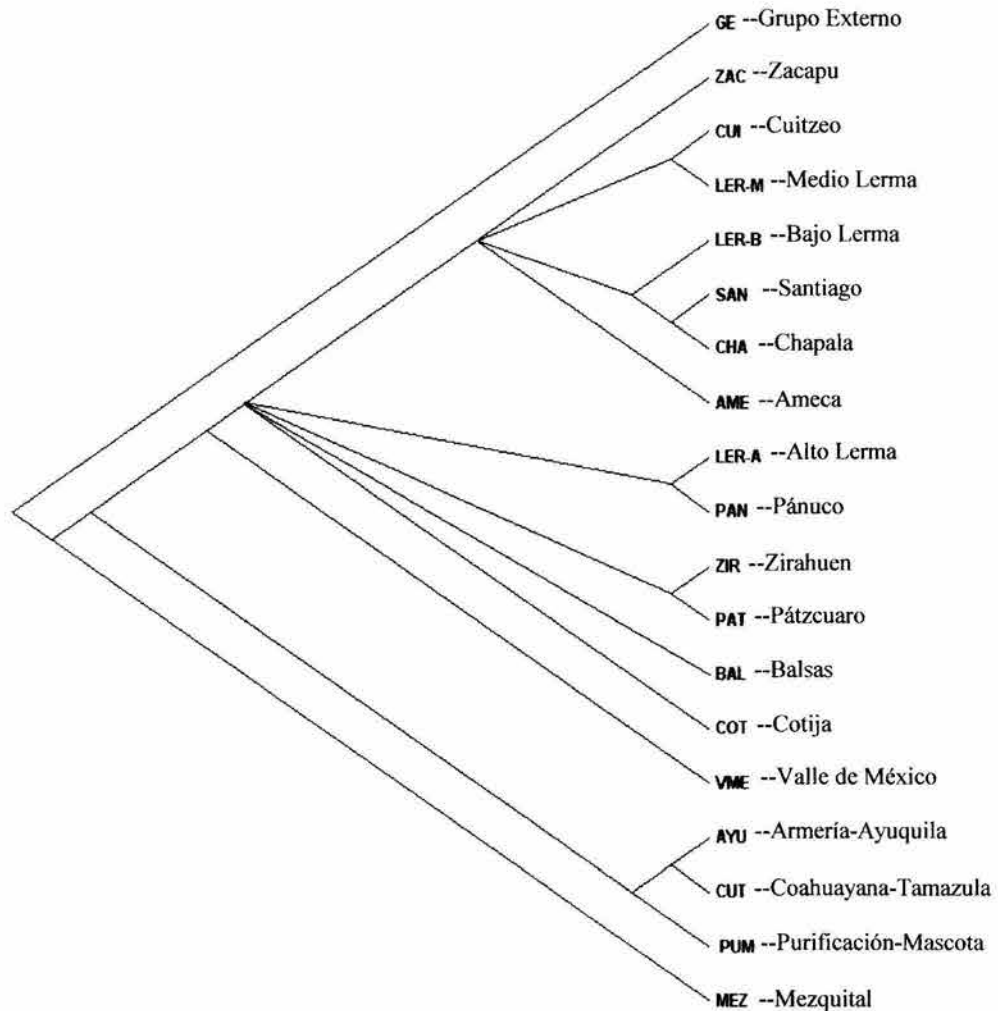 GE --Grupo Externo
ZAC --Zacapu
CUI --Cuitzeo
LER-M --Medio Lerma
LER-B --Bajo Lerma
SAN --Santiago
CHA --Chapala
AME --Ameca
LER-A --Alto Lerma
PAN --Pánuco
ZIR --Zirahuen
PAT --Pátzcuaro
BAL --Balsas
COT --Cotija
VME --Valle de México
AYU --Armería-Ayuquila
CUT --Coahuayana-Tamazula
PUM --Purificación-Mascota
MEZ --Mezquital